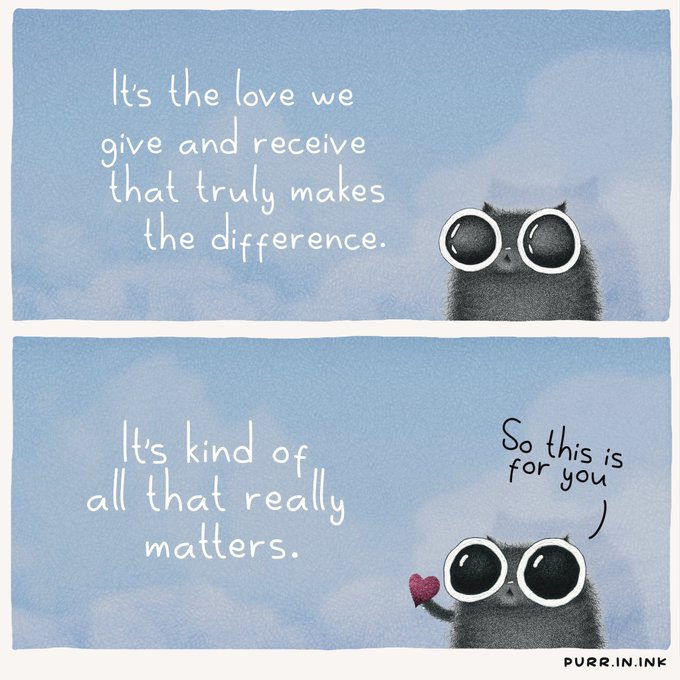 It's the love we
give and receive
that truly makes
the difference.
It's kind of
all that really
matters.
So this is
for you
PURR.IN.INK